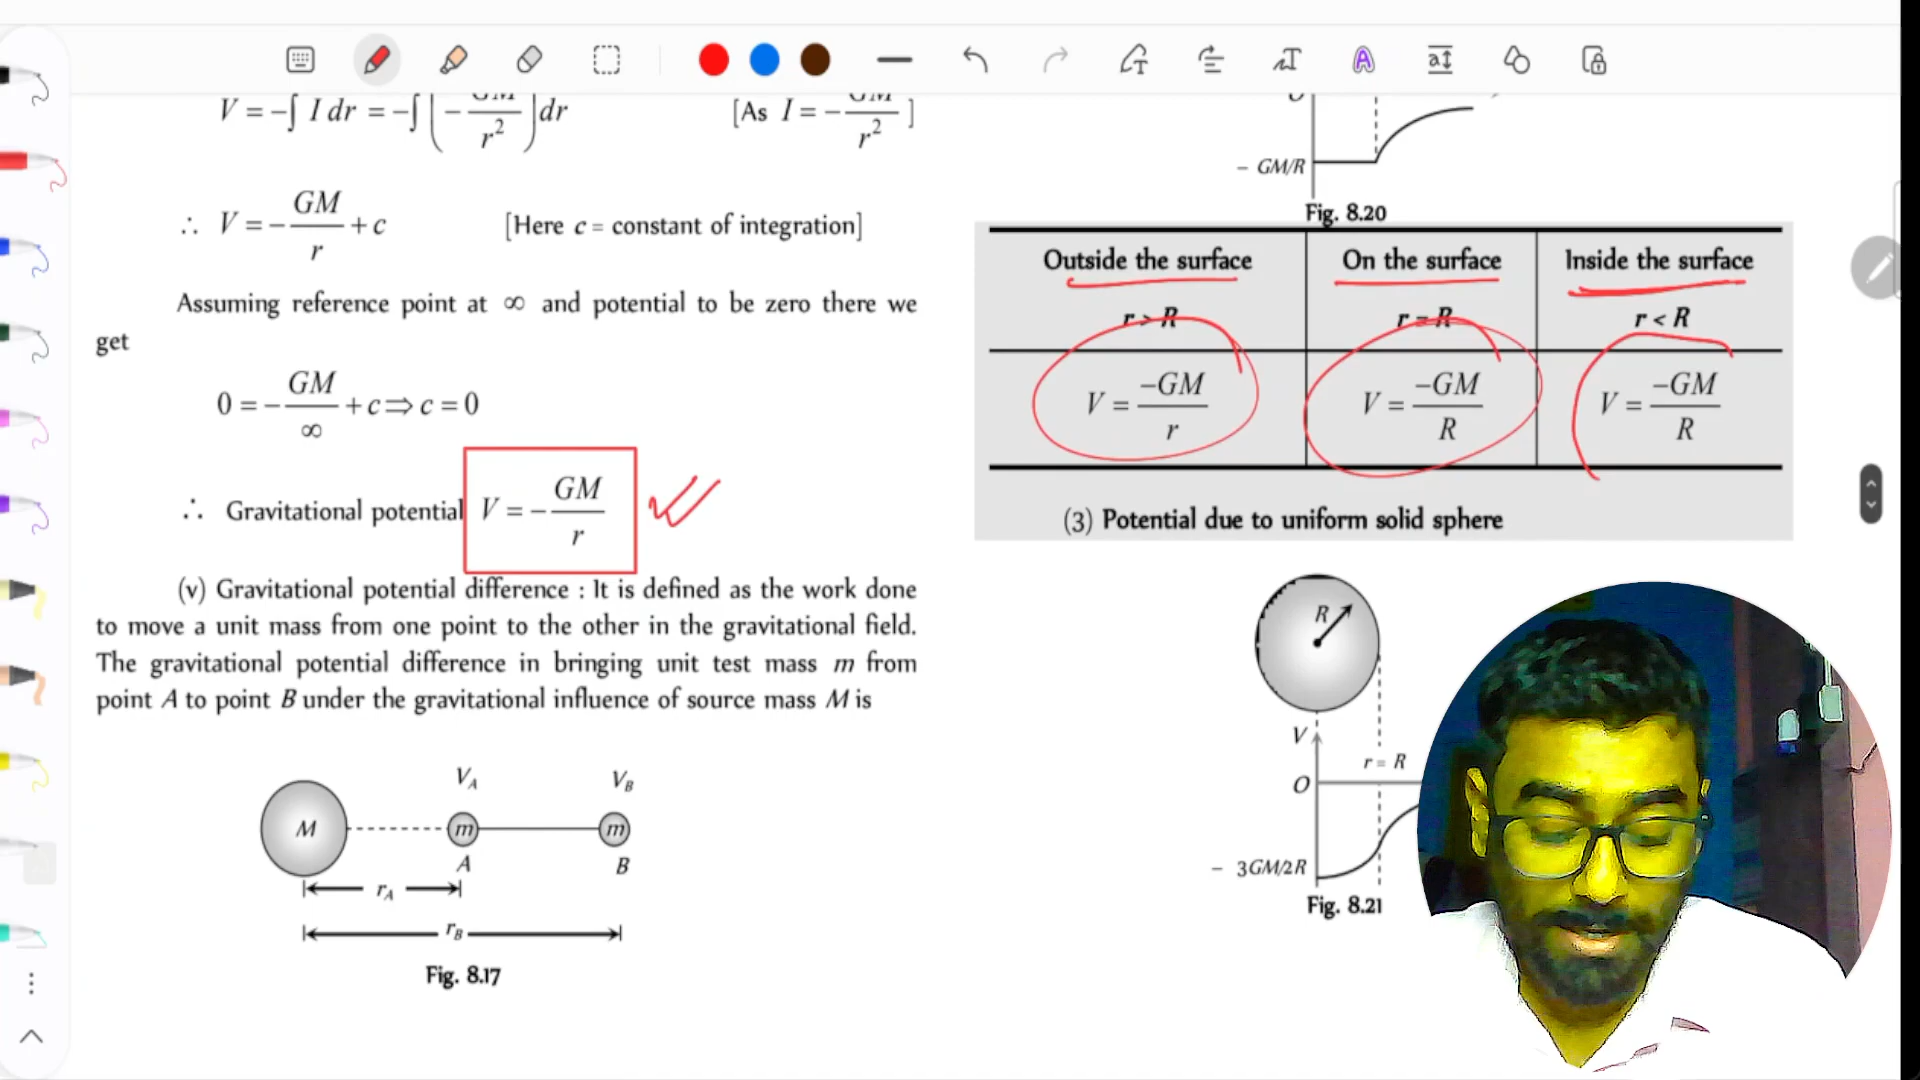 V = -∫ I dr = -∫ ( - GM / r² ) dr [As I = - GM / r² ]
∴ V = - GM / r + c [Here c = constant of integration]
Assuming reference point at ∞ and potential to be zero there we
get
0 = - GM / ∞ + c ⇒ c = 0
∴ Gravitational potential V = - GM / r
(v) Gravitational potential difference : It is defined as the work done
to move a unit mass from one point to the other in the gravitational field.
The gravitational potential difference in bringing unit test mass m from
point A to point B under the gravitational influence of source mass M is
V_A V_B
M m m
A B
r_A
r_B
Fig. 8.17
O
- GM/R
Fig. 8.20
Outside the surface On the surface Inside the surface
r > R r = R r < R
V = -GM / r V = -GM / R V = -GM / R
(3) Potential due to uniform solid sphere
R
V
r = R
O
- 3GM/2R
Fig. 8.21